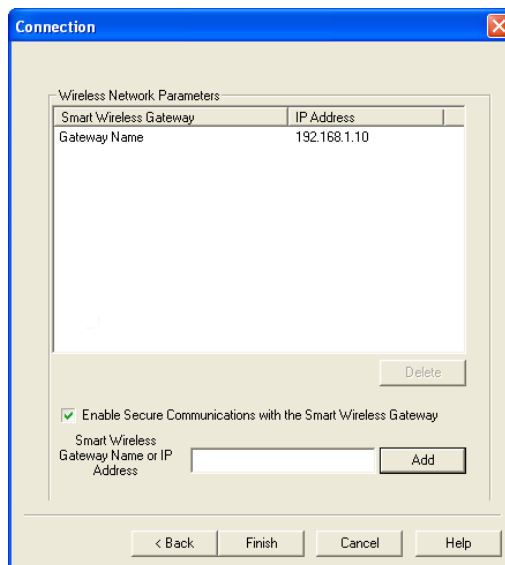 Connection
Wireless Network Parameters
Smart Wireless Gateway IP Address
Gateway Name 192.168.1.10
Delete
Enable Secure Communications with the Smart Wireless Gateway
Smart Wireless
Gateway Name or IP
Address
Add
< Back Finish Cancel Help